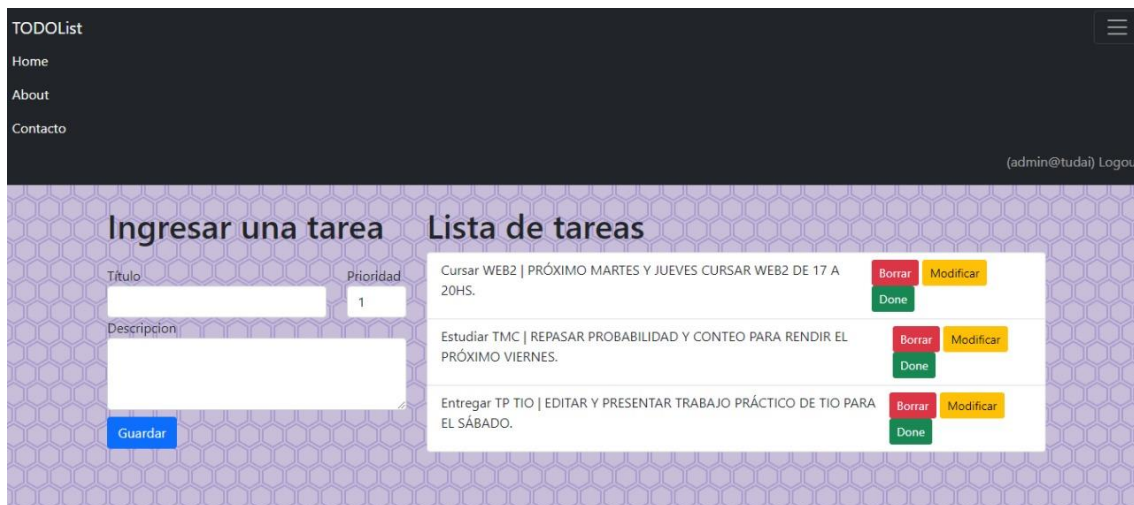 TODOList
Home
About
Contacto
(admin@tudai) Logou
Ingresar una tarea
Título
Prioridad
1
Descripcion
Guardar
Lista de tareas
Cursar WEB2 | PRÓXIMO MARTES Y JUEVES CURSAR WEB2 DE 17 A
20HS.
Borrar Modificar
Done
Estudiar TMC | REPASAR PROBABILIDAD Y CONTEO PARA RENDIR EL
PRÓXIMO VIERNES.
Borrar Modificar
Done
Entregar TP TIO | EDITAR Y PRESENTAR TRABAJO PRÁCTICO DE TIO PARA
EL SÁBADO.
Borrar Modificar
Done